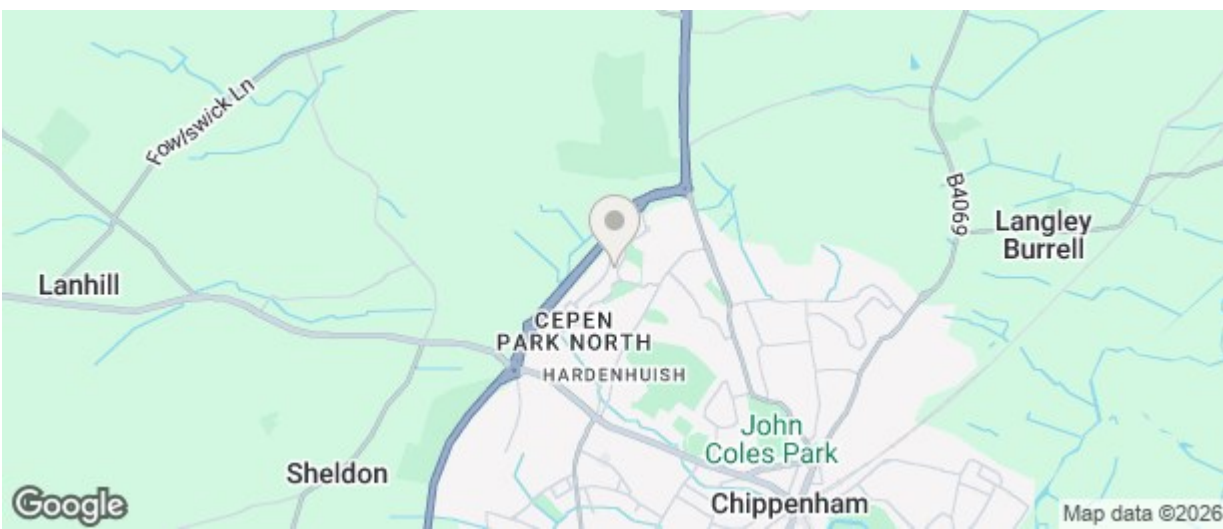 Fowlswick Ln
B4069
Langley
Burrell
Lanhill
CEPEN
PARK NORTH
HARDENHUISH
John
Coles Park
Sheldon
Chippenham
Google
Map data ©2026